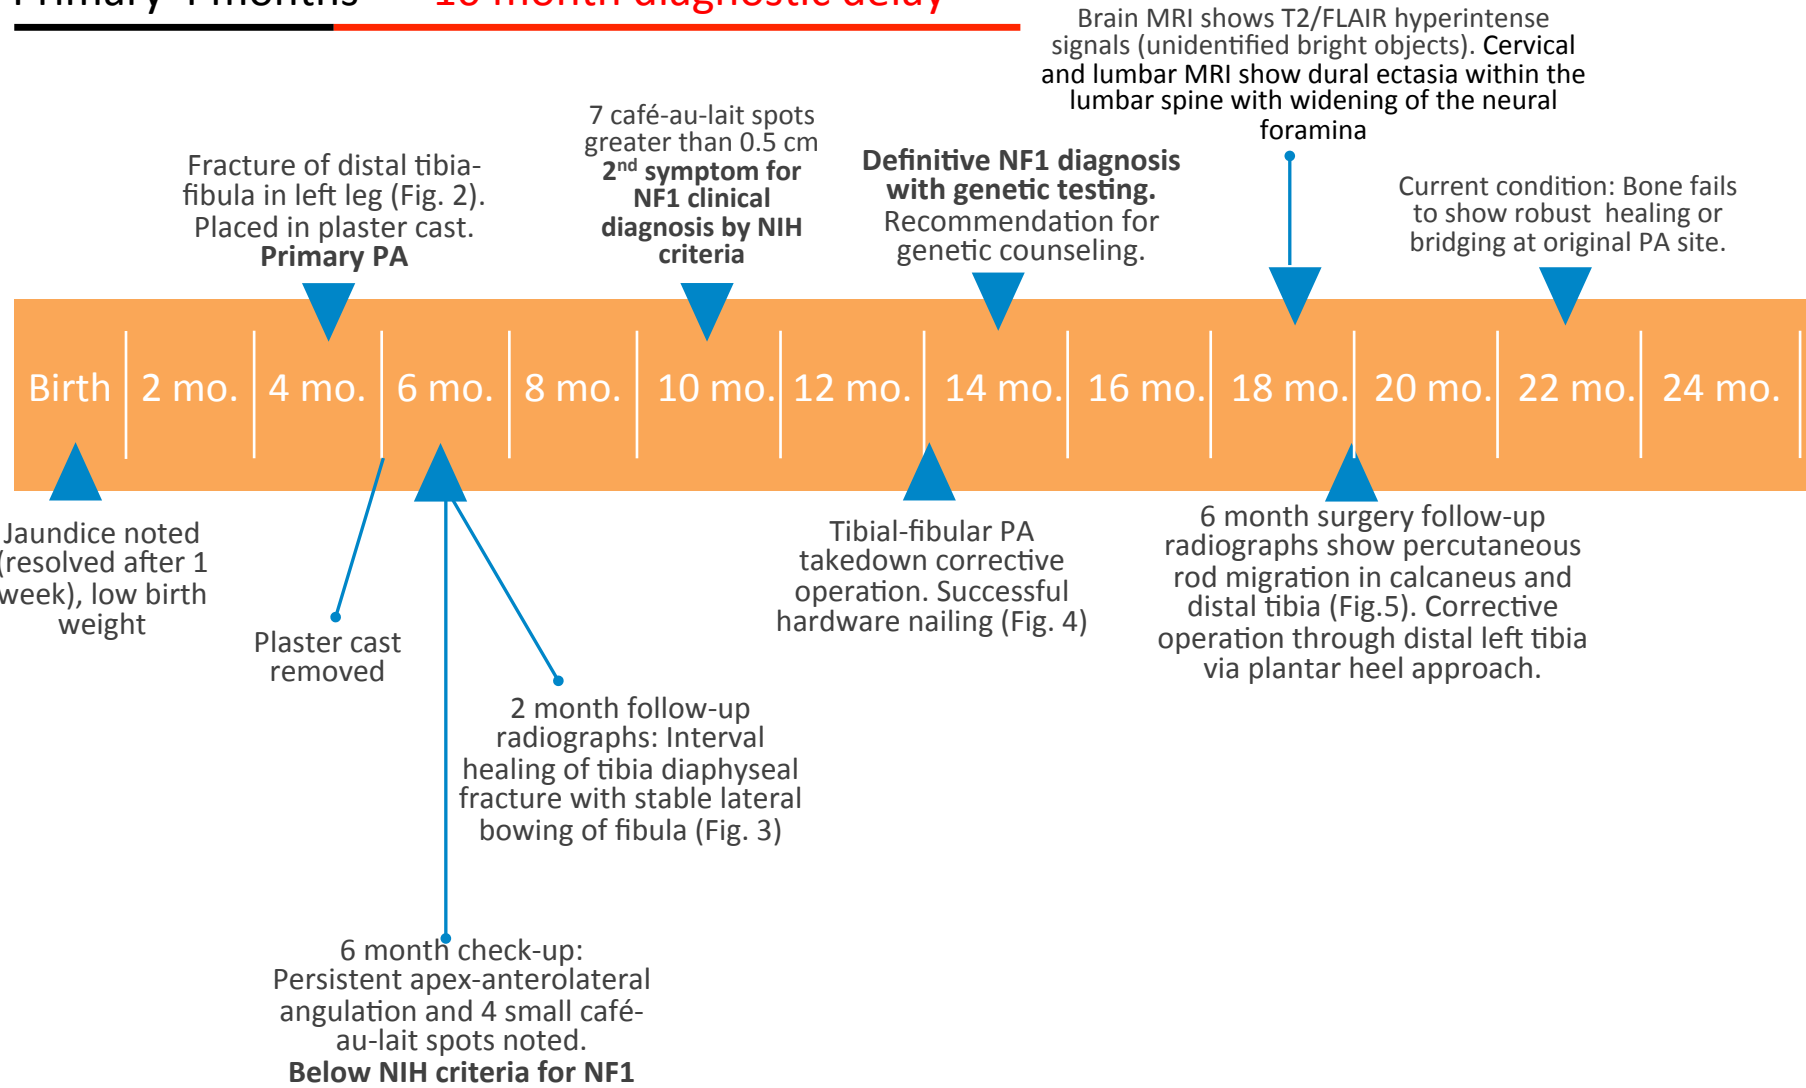 Primary 4 months
10 month diagnostic delay
Brain MRI shows T2/FLAIR hyperintense
signals (unidentified bright objects). Cervical
and lumbar MRI show dural ectasia within the
lumbar spine with widening of the neural
foramina
7 café-au-lait spots
greater than 0.5 cm
2nd symptom for
NF1 clinical
diagnosis by NIH
criteria
Fracture of distal tibia-
fibula in left leg (Fig. 2).
Placed in plaster cast.
Primary PA
Definitive NF1 diagnosis
with genetic testing.
Recommendation for
genetic counseling.
Current condition: Bone fails
to show robust healing or
bridging at original PA site.
Birth 2 mo. 4 mo. 6 mo. 8 mo. 10 mo. 12 mo. 14 mo. 16 mo. 18 mo. 20 mo. 22 mo. 24 mo.
Jaundice noted
(resolved after 1
week), low birth
weight
Plaster cast
removed
2 month follow-up
radiographs: Interval
healing of tibia diaphyseal
fracture with stable lateral
bowing of fibula (Fig. 3)
6 month check-up:
Persistent apex-anterolateral
angulation and 4 small café-
au-lait spots noted.
Below NIH criteria for NF1
Tibial-fibular PA
takedown corrective
operation. Successful
hardware nailing (Fig. 4)
6 month surgery follow-up
radiographs show percutaneous
rod migration in calcaneus and
distal tibia (Fig.5). Corrective
operation through distal left tibia
via plantar heel approach.